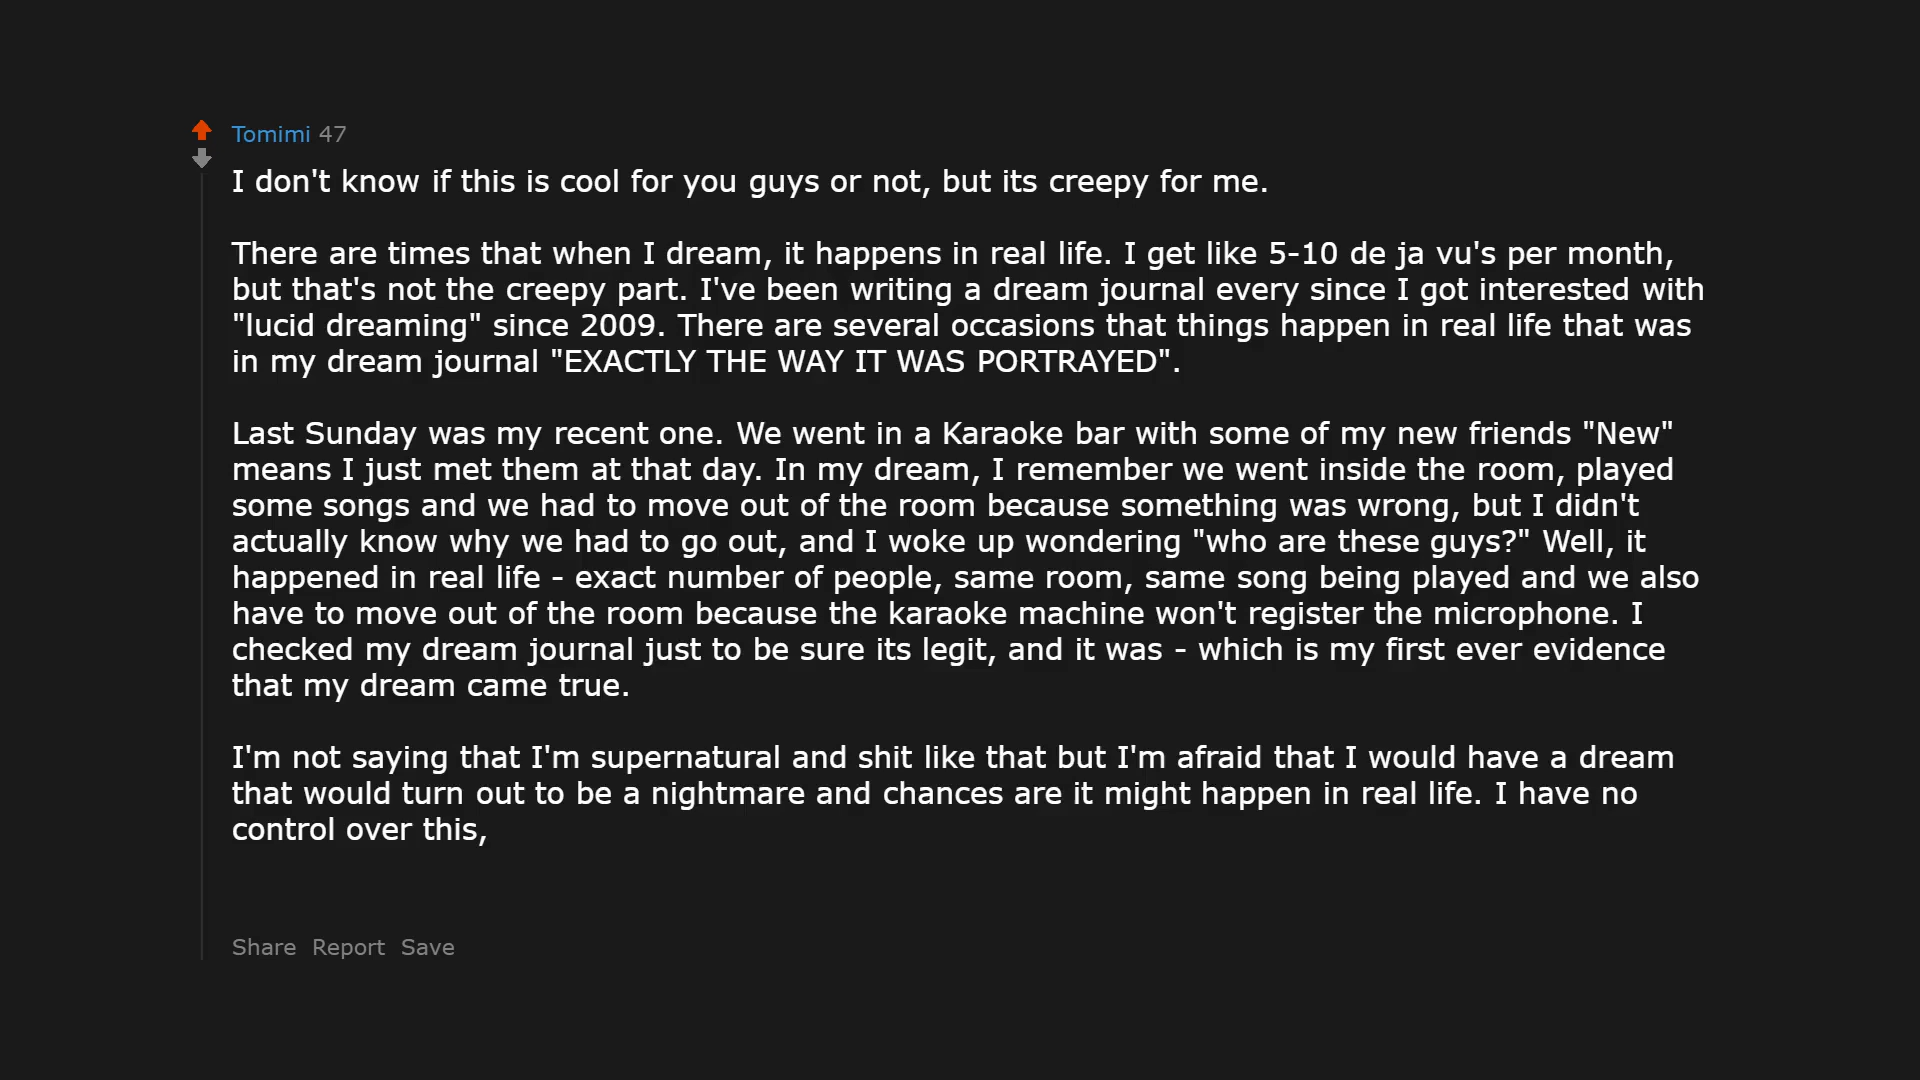 Tomimi 47
I don't know if this is cool for you guys or not, but its creepy for me.
There are times that when I dream, it happens in real life. I get like 5-10 de ja vu's per month,
but that's not the creepy part. I've been writing a dream journal every since I got interested with
"lucid dreaming" since 2009. There are several occasions that things happen in real life that was
in my dream journal "EXACTLY THE WAY IT WAS PORTRAYED".
Last Sunday was my recent one. We went in a Karaoke bar with some of my new friends "New"
means I just met them at that day. In my dream, I remember we went inside the room, played
some songs and we had to move out of the room because something was wrong, but I didn't
actually know why we had to go out, and I woke up wondering "who are these guys?" Well, it
happened in real life - exact number of people, same room, same song being played and we also
have to move out of the room because the karaoke machine won't register the microphone. I
checked my dream journal just to be sure its legit, and it was - which is my first ever evidence
that my dream came true.
I'm not saying that I'm supernatural and shit like that but I'm afraid that I would have a dream
that would turn out to be a nightmare and chances are it might happen in real life. I have no
control over this,
Share Report Save